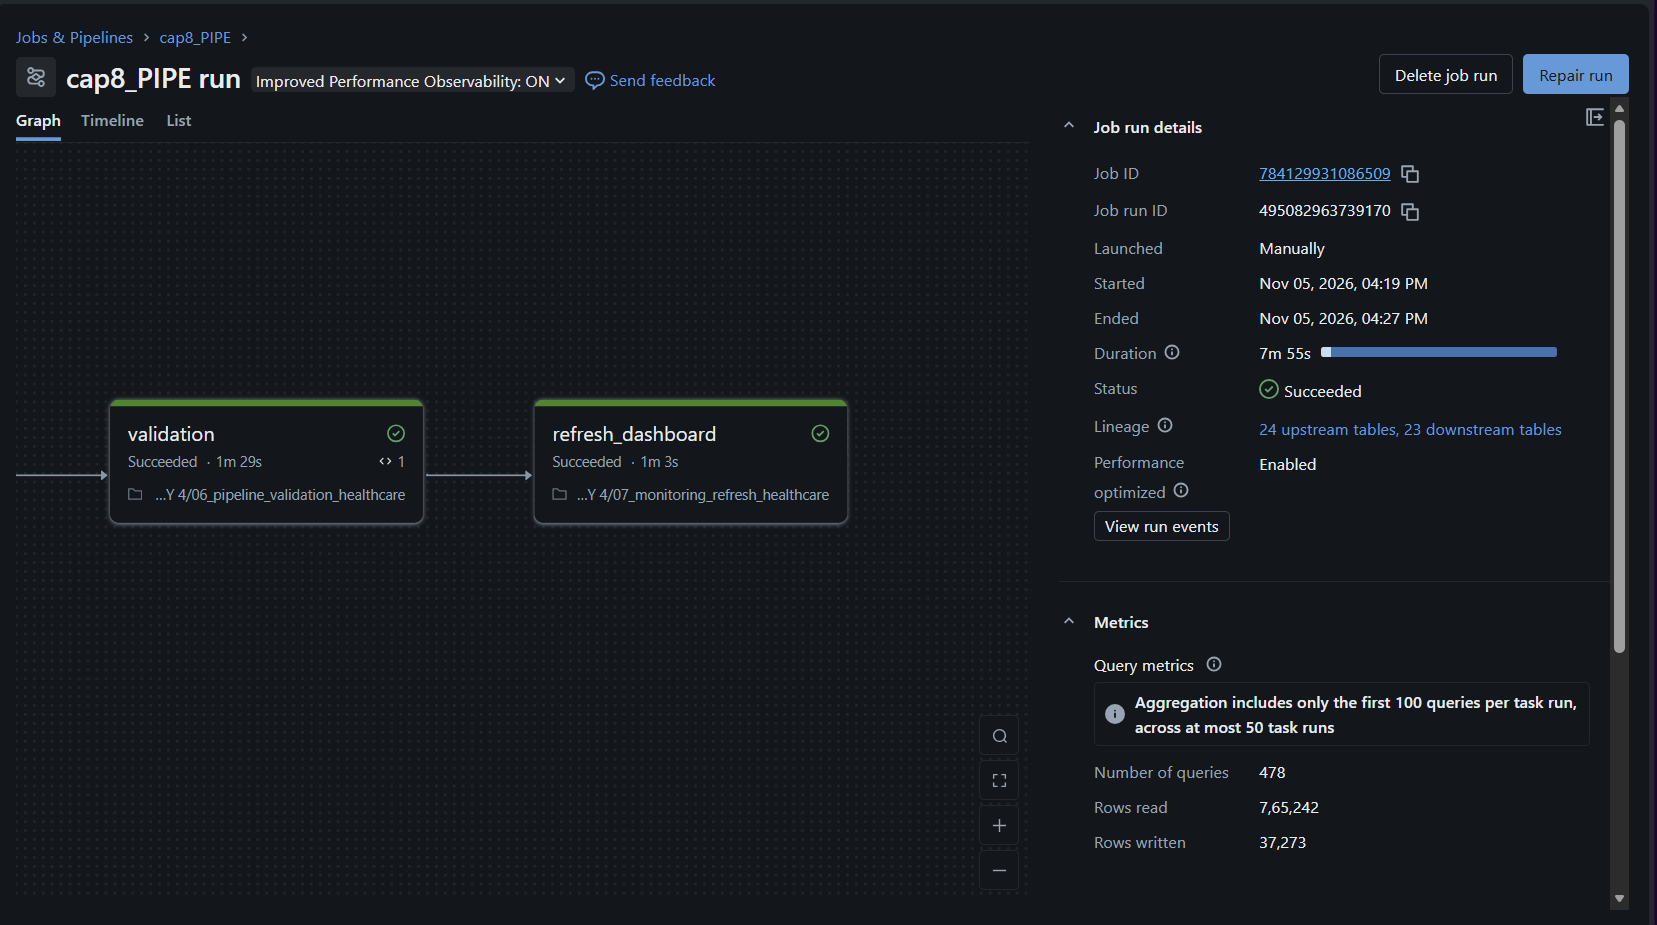 Jobs & Pipelines › cap8_PIPE ›
cap8_PIPE run Improved Performance Observability: ON Send feedback
Delete job run Repair run
Graph Timeline List
validation
Succeeded · 1m 29s <> 1
...Y 4/06_pipeline_validation_healthcare
refresh_dashboard
Succeeded · 1m 3s
...Y 4/07_monitoring_refresh_healthcare
Job run details
Job ID 784129931086509
Job run ID 495082963739170
Launched Manually
Started Nov 05, 2026, 04:19 PM
Ended Nov 05, 2026, 04:27 PM
Duration 7m 55s
Status Succeeded
Lineage 24 upstream tables, 23 downstream tables
Performance Enabled
optimized
View run events
Metrics
Query metrics
Aggregation includes only the first 100 queries per task run,
across at most 50 task runs
Number of queries 478
Rows read 7,65,242
Rows written 37,273